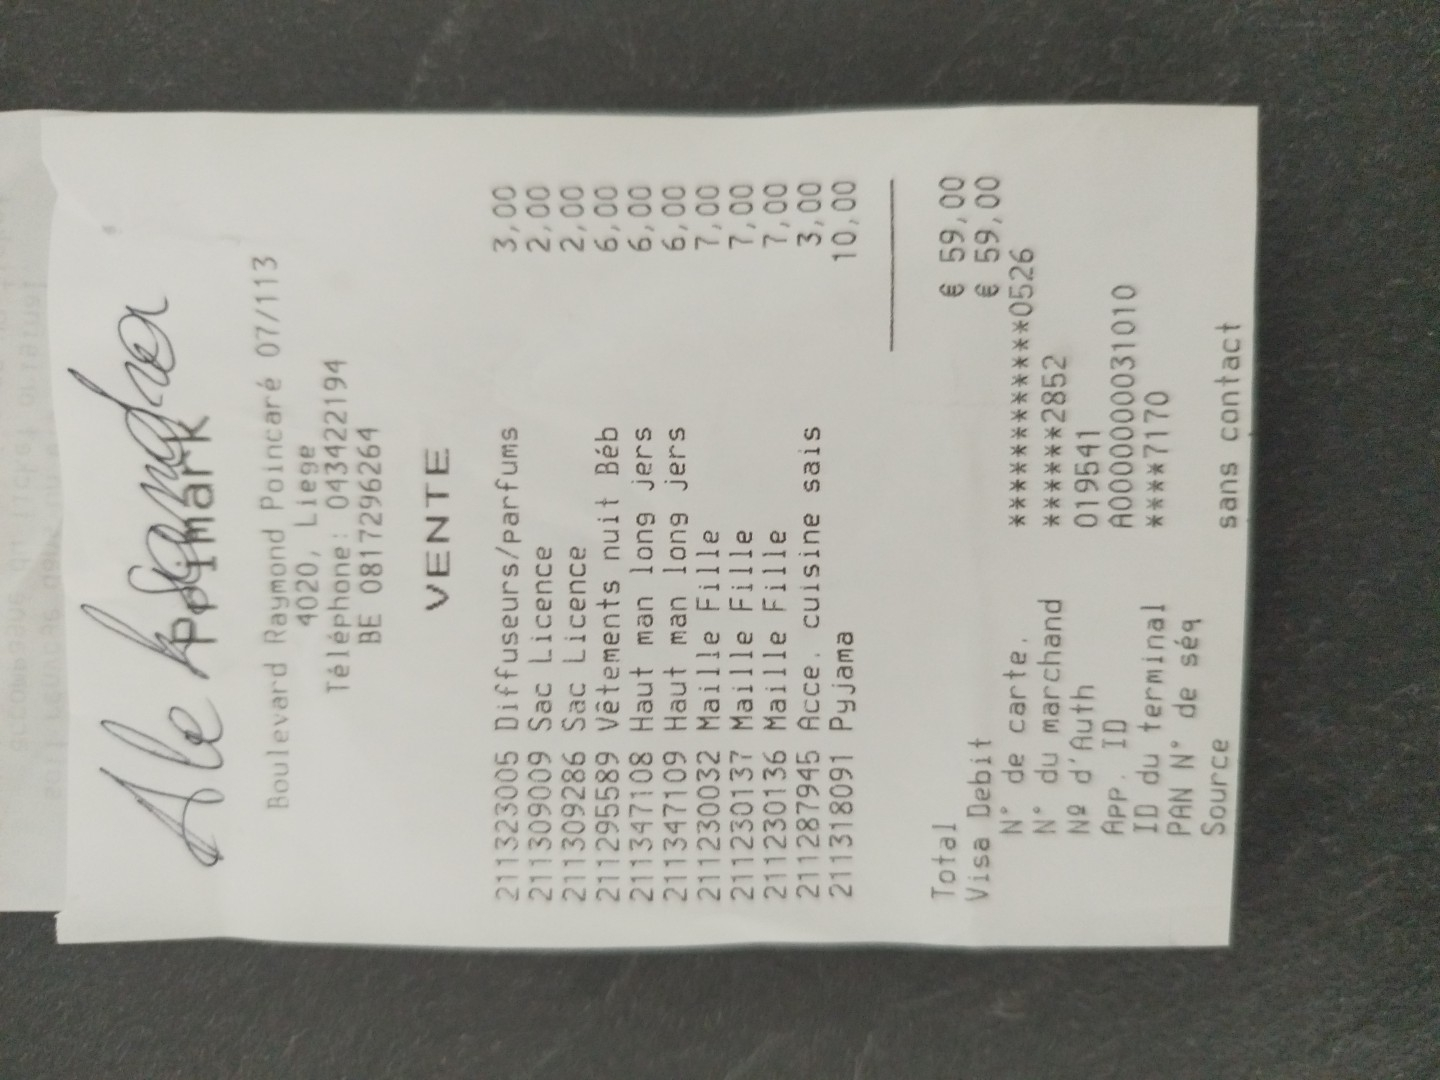 Alexsandra
Primark
Boulevard Raymond Poincaré 07/113
4020, Liege
Téléphone: 043422194
BE 0817296264
VENTE
211323005 Diffuseurs/parfums 3,00
211309009 Sac Licence 2,00
211309286 Sac Licence 2,00
211295589 Vêtements nuit Béb 6,00
211347108 Haut man long jers 6,00
211347109 Haut man long jers 6,00
211230032 Maille Fille 7,00
211230137 Maille Fille 7,00
211230136 Maille Fille 7,00
211287945 Acce. cuisine sais 3,00
211318091 Pyjama 10,00
Total € 59,00
Visa Debit € 59,00
N° de carte. ************0526
N° du marchand ******2852
Nº d'Auth 019541
App. ID A0000000031010
ID du terminal ****7170
PAN N° de séq
Source sans contact